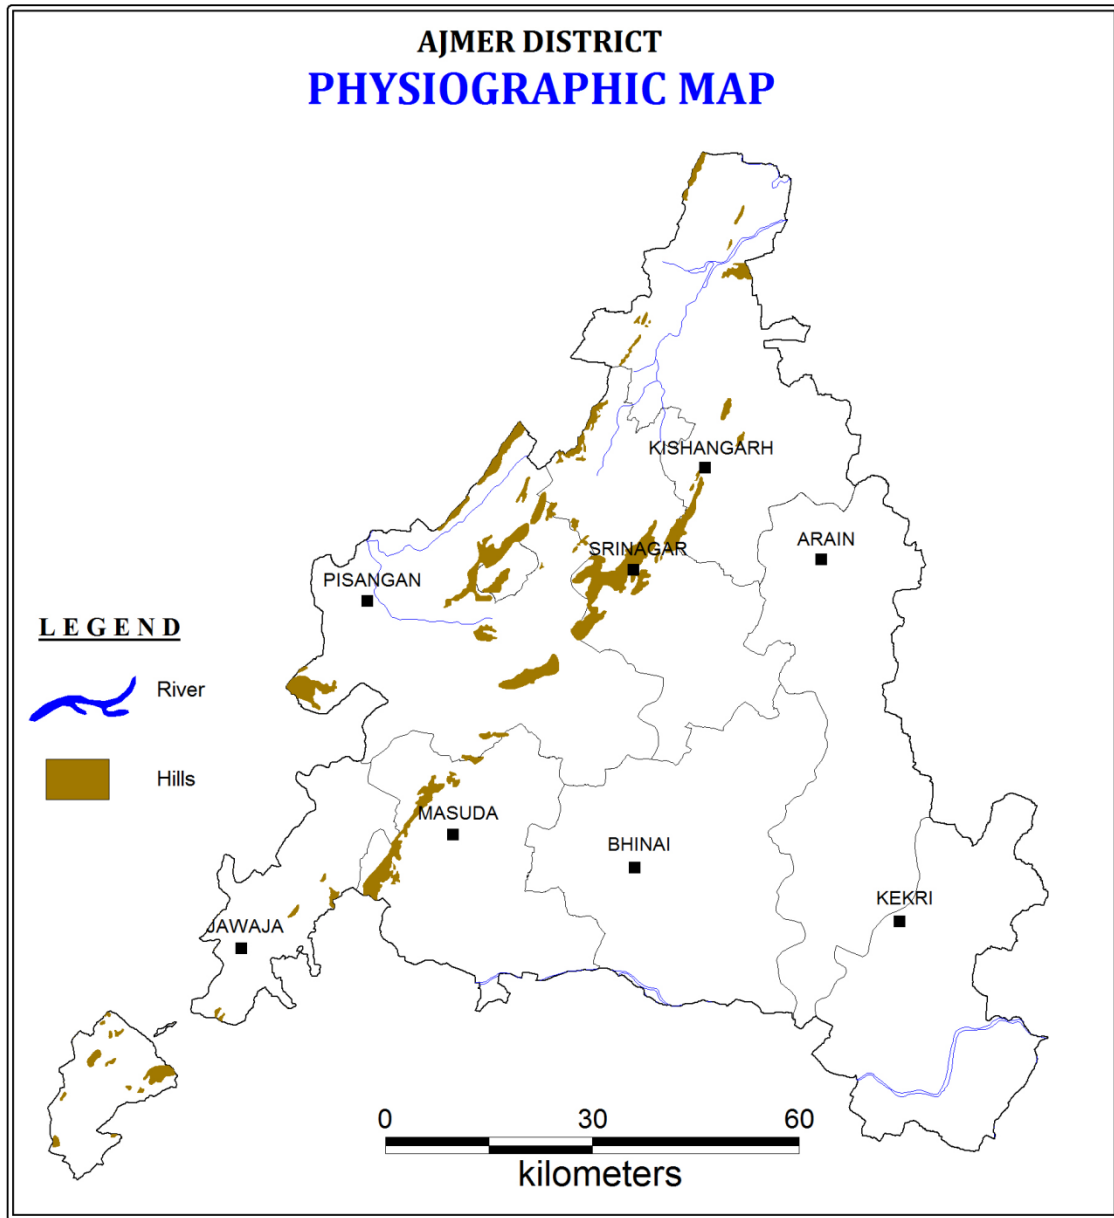 AJMER DISTRICT
PHYSIOGRAPHIC MAP
KISHANGARH
ARAIN
SRINAGAR
PISANGAN
LEGEND
River
Hills
MASUDA
BHINAI
KEKRI
JAWAJA
0 30 60
kilometers